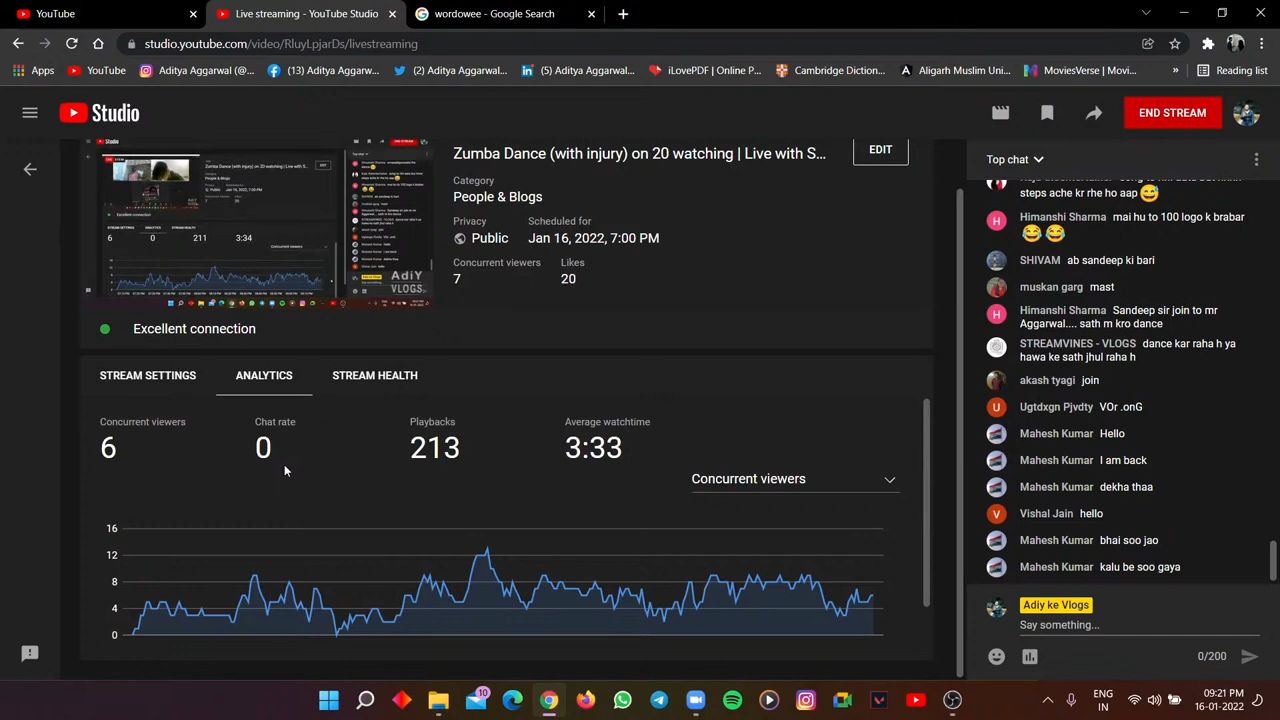 YouTube
Live streaming - YouTube Studio
wordowee - Google Search
studio.youtube.com/video/RluyLpjarDs/livestreaming
Apps
YouTube
Aditya Aggarwal (@...
(13) Aditya Aggarw...
(2) Aditya Aggarwal...
(5) Aditya Aggarwal...
iLovePDF | Online P...
Cambridge Diction...
Aligarh Muslim Uni...
MoviesVerse | Movi...
»
Reading list
Studio
END STREAM
Zumba Dance (with injury) on 20 watching | Live with S...
EDIT
Category
People & Blogs
Privacy
Scheduled for
Public
Jan 16, 2022, 7:00 PM
Concurrent viewers
Likes
7
20
ADIY
VLOGS
Excellent connection
STREAM SETTINGS
ANALYTICS
STREAM HEALTH
Concurrent viewers
Chat rate
Playbacks
Average watchtime
6
0
213
3:33
Concurrent viewers
16
12
8
4
0
Top chat
steps ache krthe ho aap
Himanshi Sharma mai hu to 100 logo k brabar
SHIVAM ab sandeep ki bari
muskan garg mast
Himanshi Sharma Sandeep sir join to mr
Aggarwal.... sath m kro dance
STREAMVINES - VLOGS dance kar raha h ya
hawa ke sath jhul raha h
akash tyagi join
Ugtdxgn Pjvdty VOr .onG
Mahesh Kumar Hello
Mahesh Kumar I am back
Mahesh Kumar dekha thaa
Vishal Jain hello
Mahesh Kumar bhai soo jao
Mahesh Kumar kalu be soo gaya
Adiy ke Vlogs
Say something...
0/200
10
ENG
IN
09:21 PM
16-01-2022